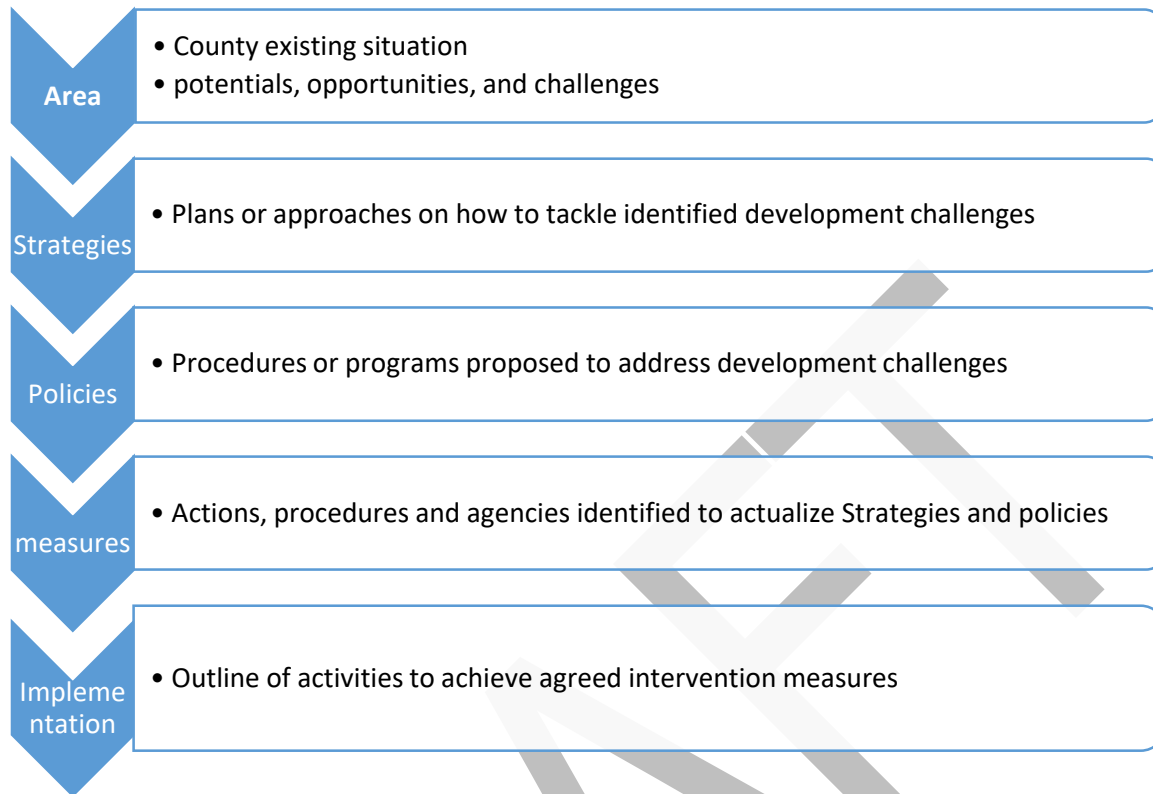 Area
• County existing situation
• potentials, opportunities, and challenges
Strategies
• Plans or approaches on how to tackle identified development challenges
Policies
• Procedures or programs proposed to address development challenges
measures
• Actions, procedures and agencies identified to actualize Strategies and policies
Impleme
ntation
• Outline of activities to achieve agreed intervention measures